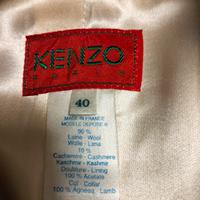 KENZO
PARIS
40
MADE IN FRANCE
MODELE DEPOSE ®
90 %
Laine - Wool
Wolle - Lana
10 %
Cachemire - Cashmere
Kaschmir - Kashmir
Doublure - Lining
100 % Acetate
Col - Collar
100 % Agneau - Lamb